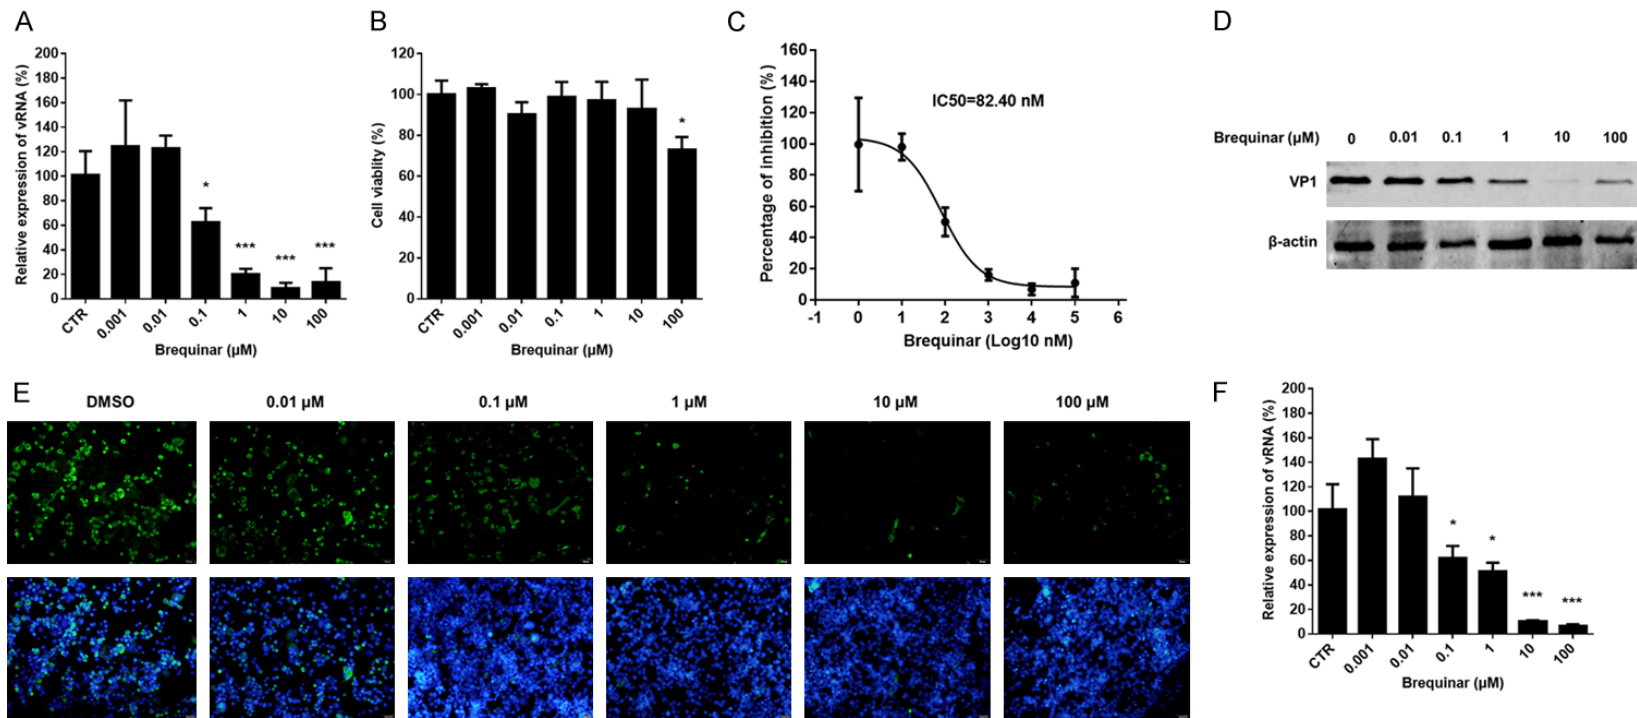 A
Relative expression of vRNA (%)
200
180
160
140
120
100
80
60
40
20
0
*
***
***
***
CTR
0.001
0.01
0.1
1
10
100
Brequinar (µM)
B
Cell viablity (%)
120
100
80
60
40
20
0
*
CTR
0.001
0.01
0.1
1
10
100
Brequinar (µM)
C
Percentage of inhibition (%)
160
140
120
100
80
60
40
20
0
IC50=82.40 nM
-1 0 1 2 3 4 5 6
Brequinar (Log10 nM)
D
Brequinar (µM) 0 0.01 0.1 1 10 100
VP1
β-actin
E
DMSO 0.01 µM 0.1 µM 1 µM 10 µM 100 µM
F
Relative expression of vRNA (%)
200
180
160
140
120
100
80
60
40
20
0
*
*
***
***
CTR
0.001
0.01
0.1
1
10
100
Brequinar (µM)